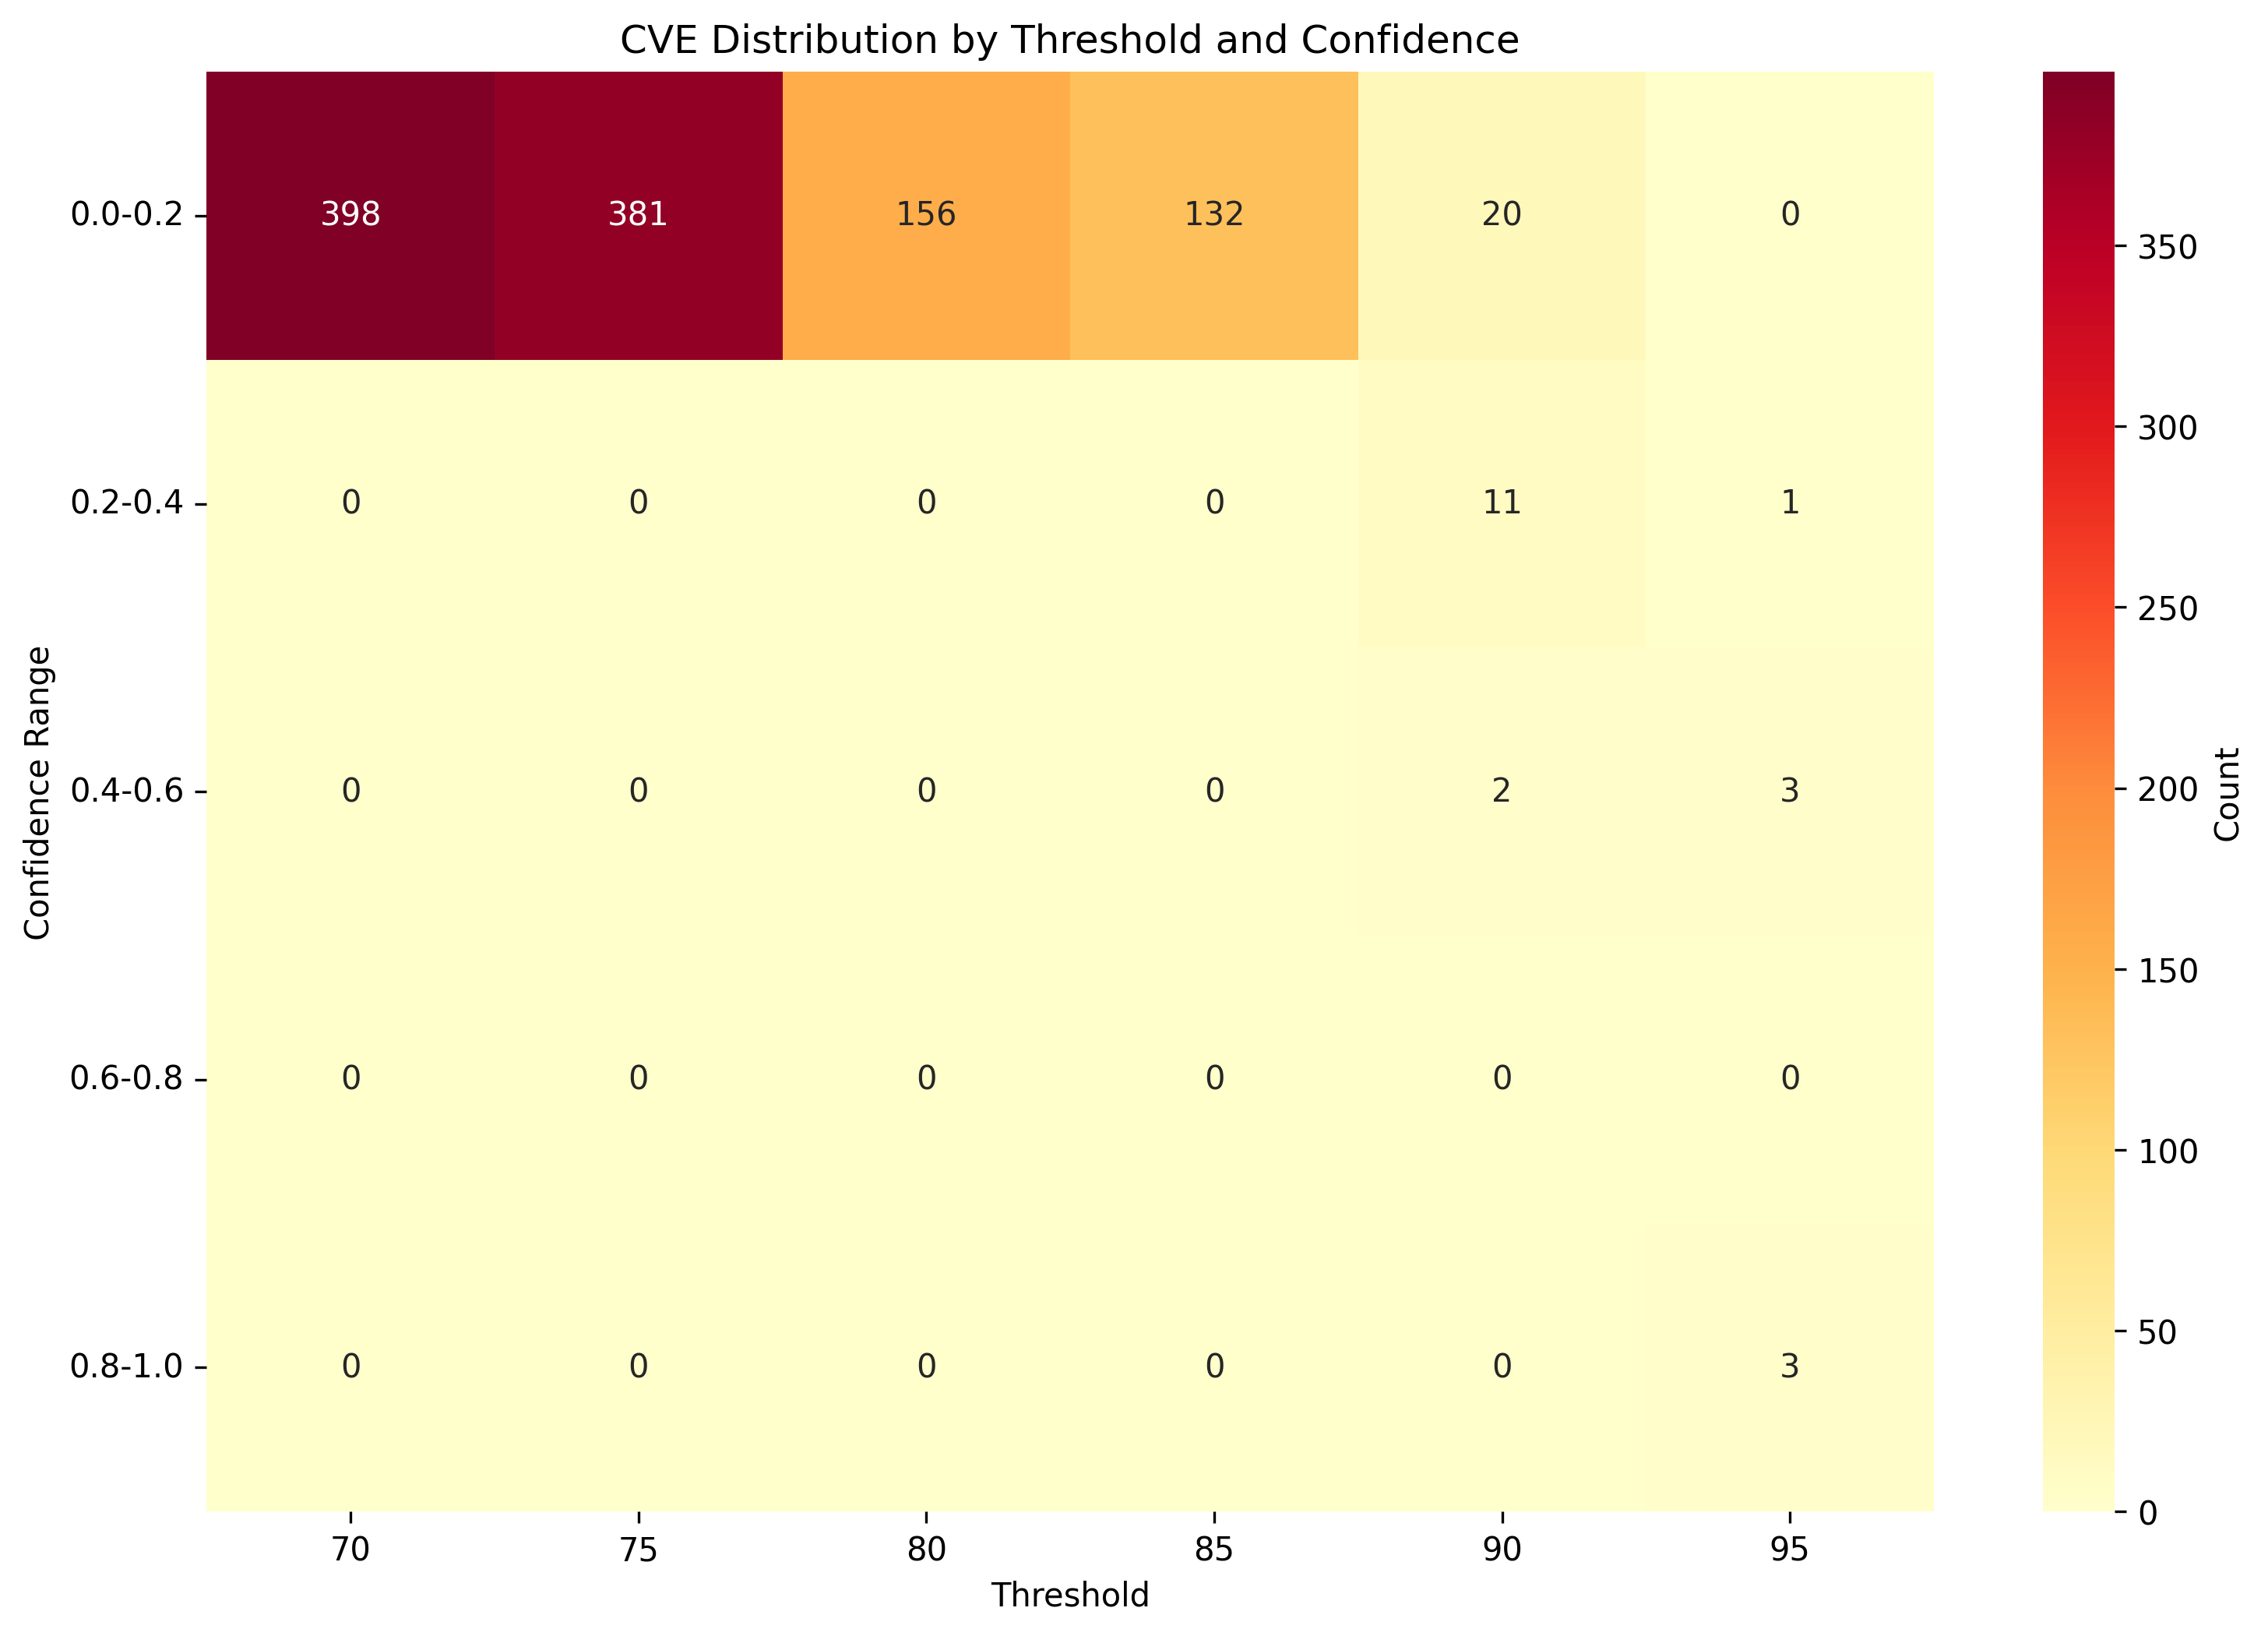 CVE Distribution by Threshold and Confidence
0.0-0.2 398 381 156 132 20 0
0.2-0.4 0 0 0 0 11 1
0.4-0.6 0 0 0 0 2 3
0.6-0.8 0 0 0 0 0 0
0.8-1.0 0 0 0 0 0 3
70 75 80 85 90 95
Threshold
Confidence Range
350
300
250
200
150
100
50
0
Count